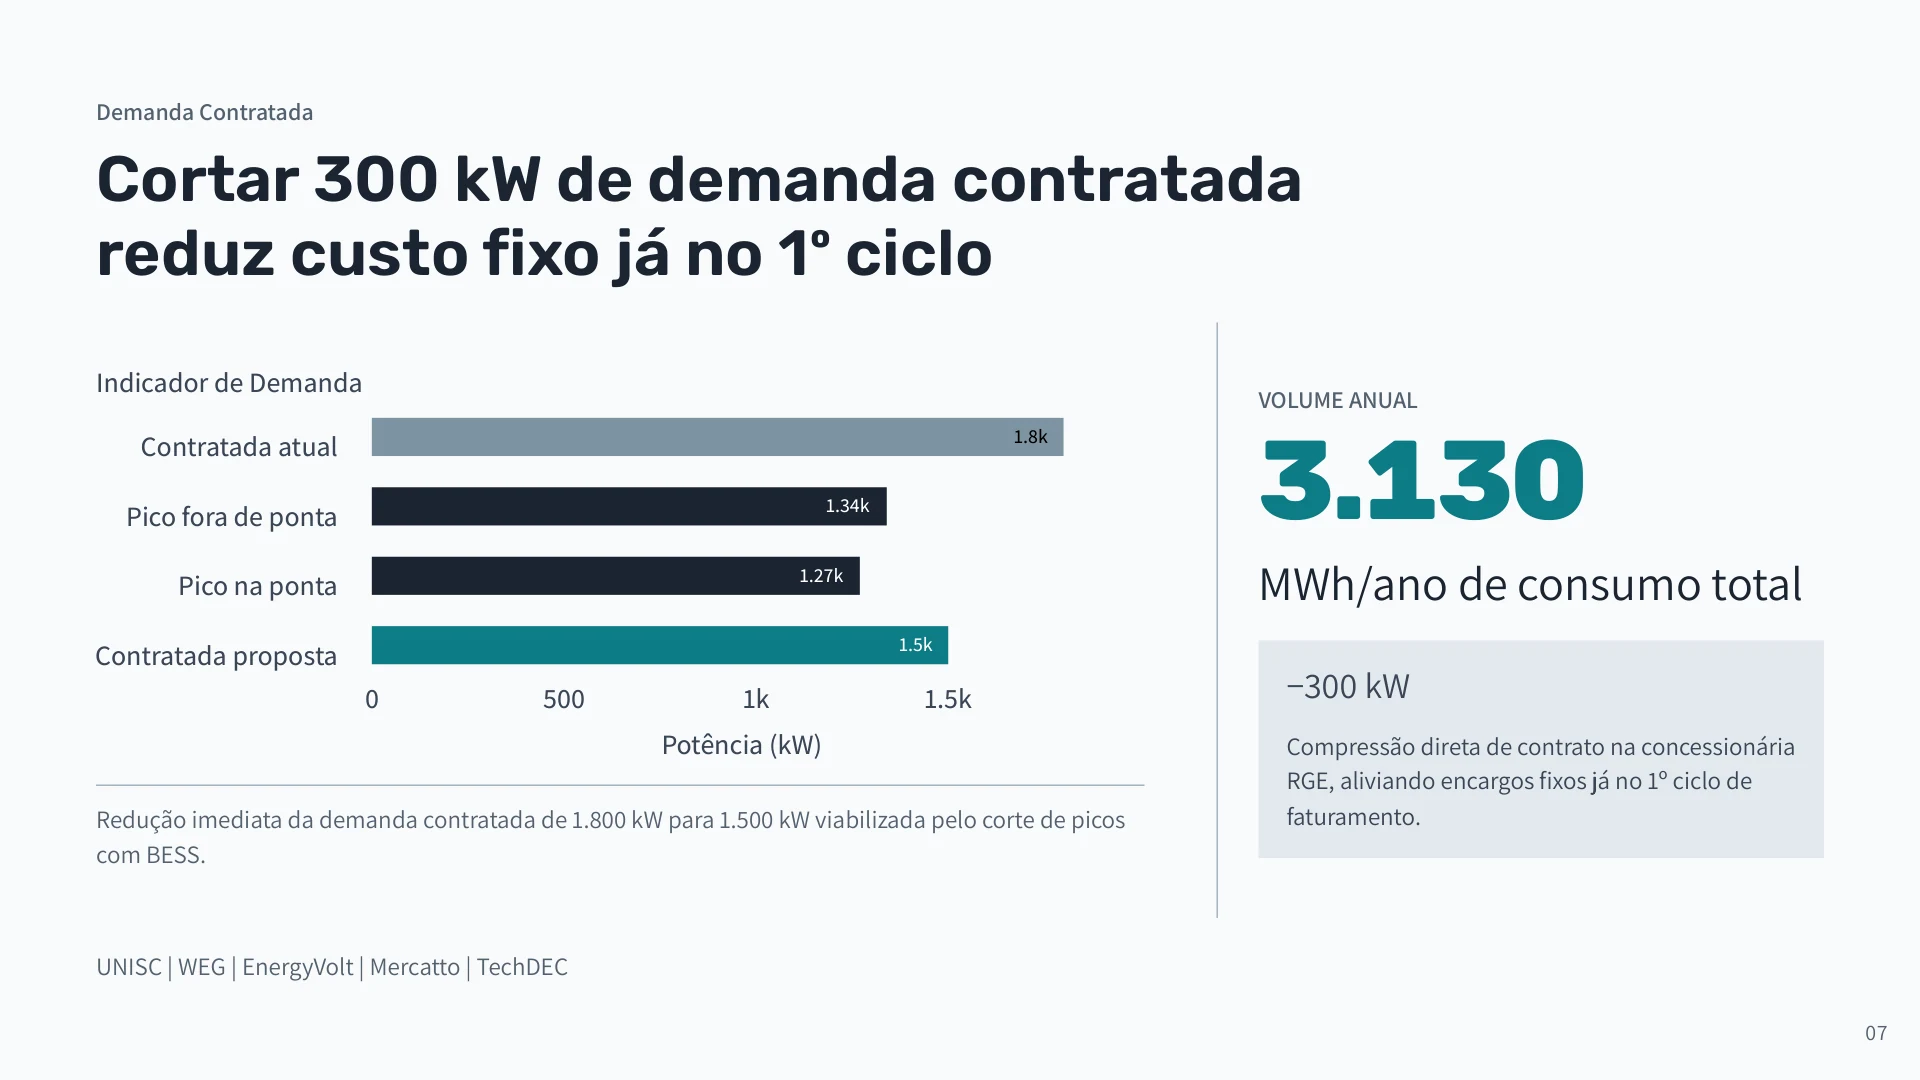 Demanda Contratada
Cortar 300 kW de demanda contratada
reduz custo fixo já no 1º ciclo
Indicador de Demanda
Contratada atual
1.8k
Pico fora de ponta
1.34k
Pico na ponta
1.27k
Contratada proposta
1.5k
0 500 1k 1.5k
Potência (kW)
Redução imediata da demanda contratada de 1.800 kW para 1.500 kW viabilizada pelo corte de picos
com BESS.
VOLUME ANUAL
3.130
MWh/ano de consumo total
−300 kW
Compressão direta de contrato na concessionária
RGE, aliviando encargos fixos já no 1º ciclo de
faturamento.
UNISC | WEG | EnergyVolt | Mercatto | TechDEC
07